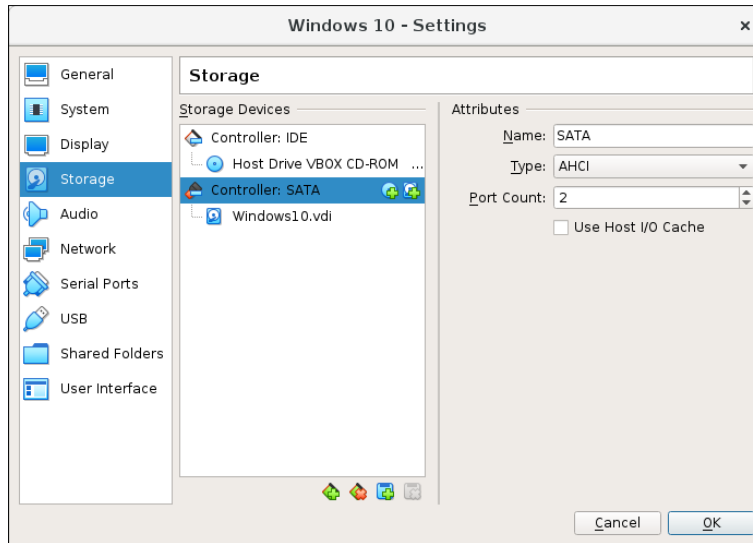 Windows 10 - Settings
General
System
Display
Storage
Audio
Network
Serial Ports
USB
Shared Folders
User Interface
Storage
Storage Devices
Controller: IDE
Host Drive VBOX CD-ROM ...
Controller: SATA
Windows10.vdi
Attributes
Name: SATA
Type: AHCI
Port Count: 2
Use Host I/O Cache
Cancel
OK